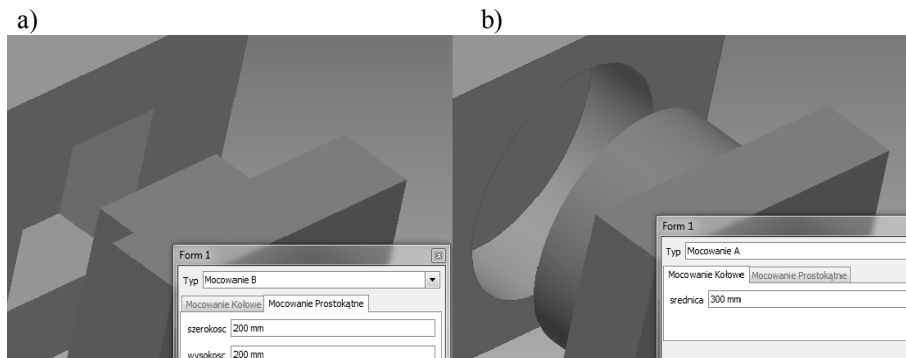 a)
b)
Form 1
Typ Mocowanie B
Mocowanie Kołowe Mocowanie Prostokątne
szerokosc 200 mm
wysokosc 200 mm
Form 1
Typ Mocowanie A
Mocowanie Kołowe Mocowanie Prostokątne
srednica 300 mm